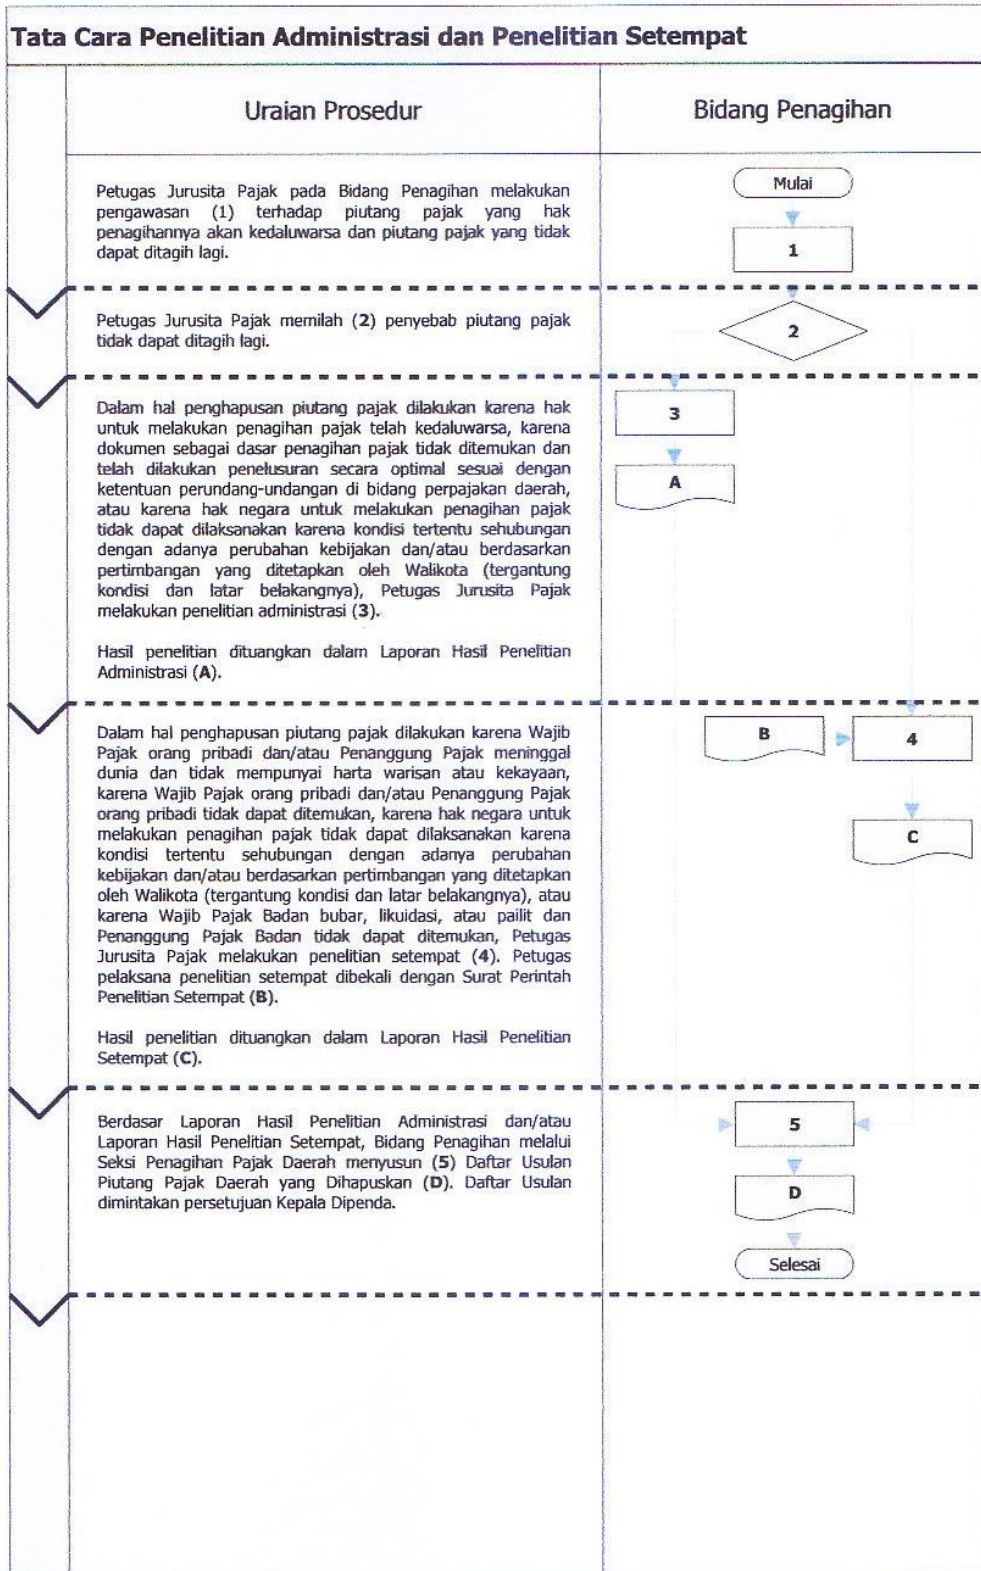 Tata Cara Penelitian Administrasi dan Penelitian Setempat
Uraian Prosedur
Bidang Penagihan
Petugas Jurusita Pajak pada Bidang Penagihan melakukan
pengawasan (1) terhadap piutang pajak yang hak
penagihannya akan kedaluwarsa dan piutang pajak yang tidak
dapat ditagih lagi.
Mulai
1
Petugas Jurusita Pajak memilah (2) penyebab piutang pajak
tidak dapat ditagih lagi.
2
Dalam hal penghapusan piutang pajak dilakukan karena hak
untuk melakukan penagihan pajak telah kedaluwarsa, karena
dokumen sebagai dasar penagihan pajak tidak ditemukan dan
telah dilakukan penelusuran secara optimal sesuai dengan
ketentuan perundang-undangan di bidang perpajakan daerah,
atau karena hak negara untuk melakukan penagihan pajak
tidak dapat dilaksanakan karena kondisi tertentu sehubungan
dengan adanya perubahan kebijakan dan/atau berdasarkan
pertimbangan yang ditetapkan oleh Walikota (tergantung
kondisi dan latar belakangnya), Petugas Jurusita Pajak
melakukan penelitian administrasi (3).
Hasil penelitian dituangkan dalam Laporan Hasil Penelitian
Administrasi (A).
3
A
Dalam hal penghapusan piutang pajak dilakukan karena Wajib
Pajak orang pribadi dan/atau Penanggung Pajak meninggal
dunia dan tidak mempunyai harta warisan atau kekayaan,
karena Wajib Pajak orang pribadi dan/atau Penanggung Pajak
orang pribadi tidak dapat ditemukan, karena hak negara untuk
melakukan penagihan pajak tidak dapat dilaksanakan karena
kondisi tertentu sehubungan dengan adanya perubahan
kebijakan dan/atau berdasarkan pertimbangan yang ditetapkan
oleh Walikota (tergantung kondisi dan latar belakangnya), atau
karena Wajib Pajak Badan bubar, likuidasi, atau pailit dan
Penanggung Pajak Badan tidak dapat ditemukan, Petugas
Jurusita Pajak melakukan penelitian setempat (4). Petugas
pelaksana penelitian setempat dibekali dengan Surat Perintah
Penelitian Setempat (B).
Hasil penelitian dituangkan dalam Laporan Hasil Penelitian
Setempat (C).
B
4
C
Berdasar Laporan Hasil Penelitian Administrasi dan/atau
Laporan Hasil Penelitian Setempat, Bidang Penagihan melalui
Seksi Penagihan Pajak Daerah menyusun (5) Daftar Usulan
Piutang Pajak Daerah yang Dihapuskan (D). Daftar Usulan
dimintakan persetujuan Kepala Dipenda.
5
D
Selesai